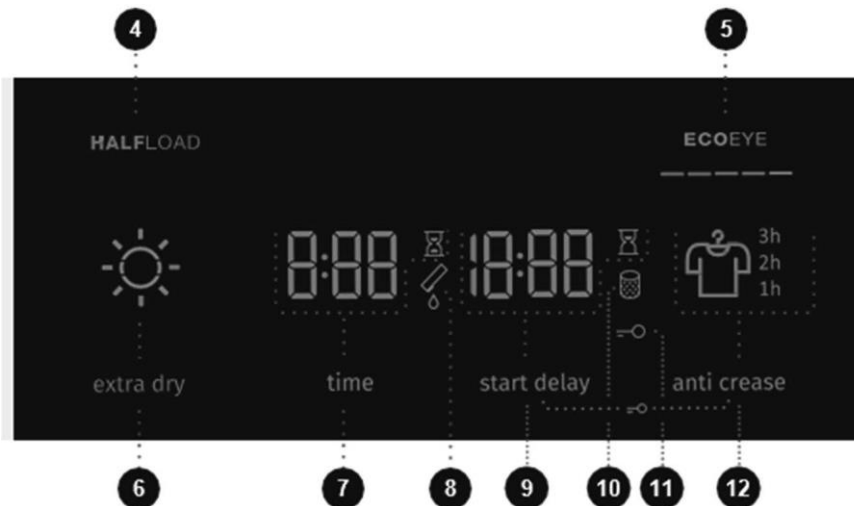 4 5
HALFLOAD ECOEYE
8:88 18:88 3h
2h
1h
extra dry time start delay anti crease
6 7 8 9 10 11 12